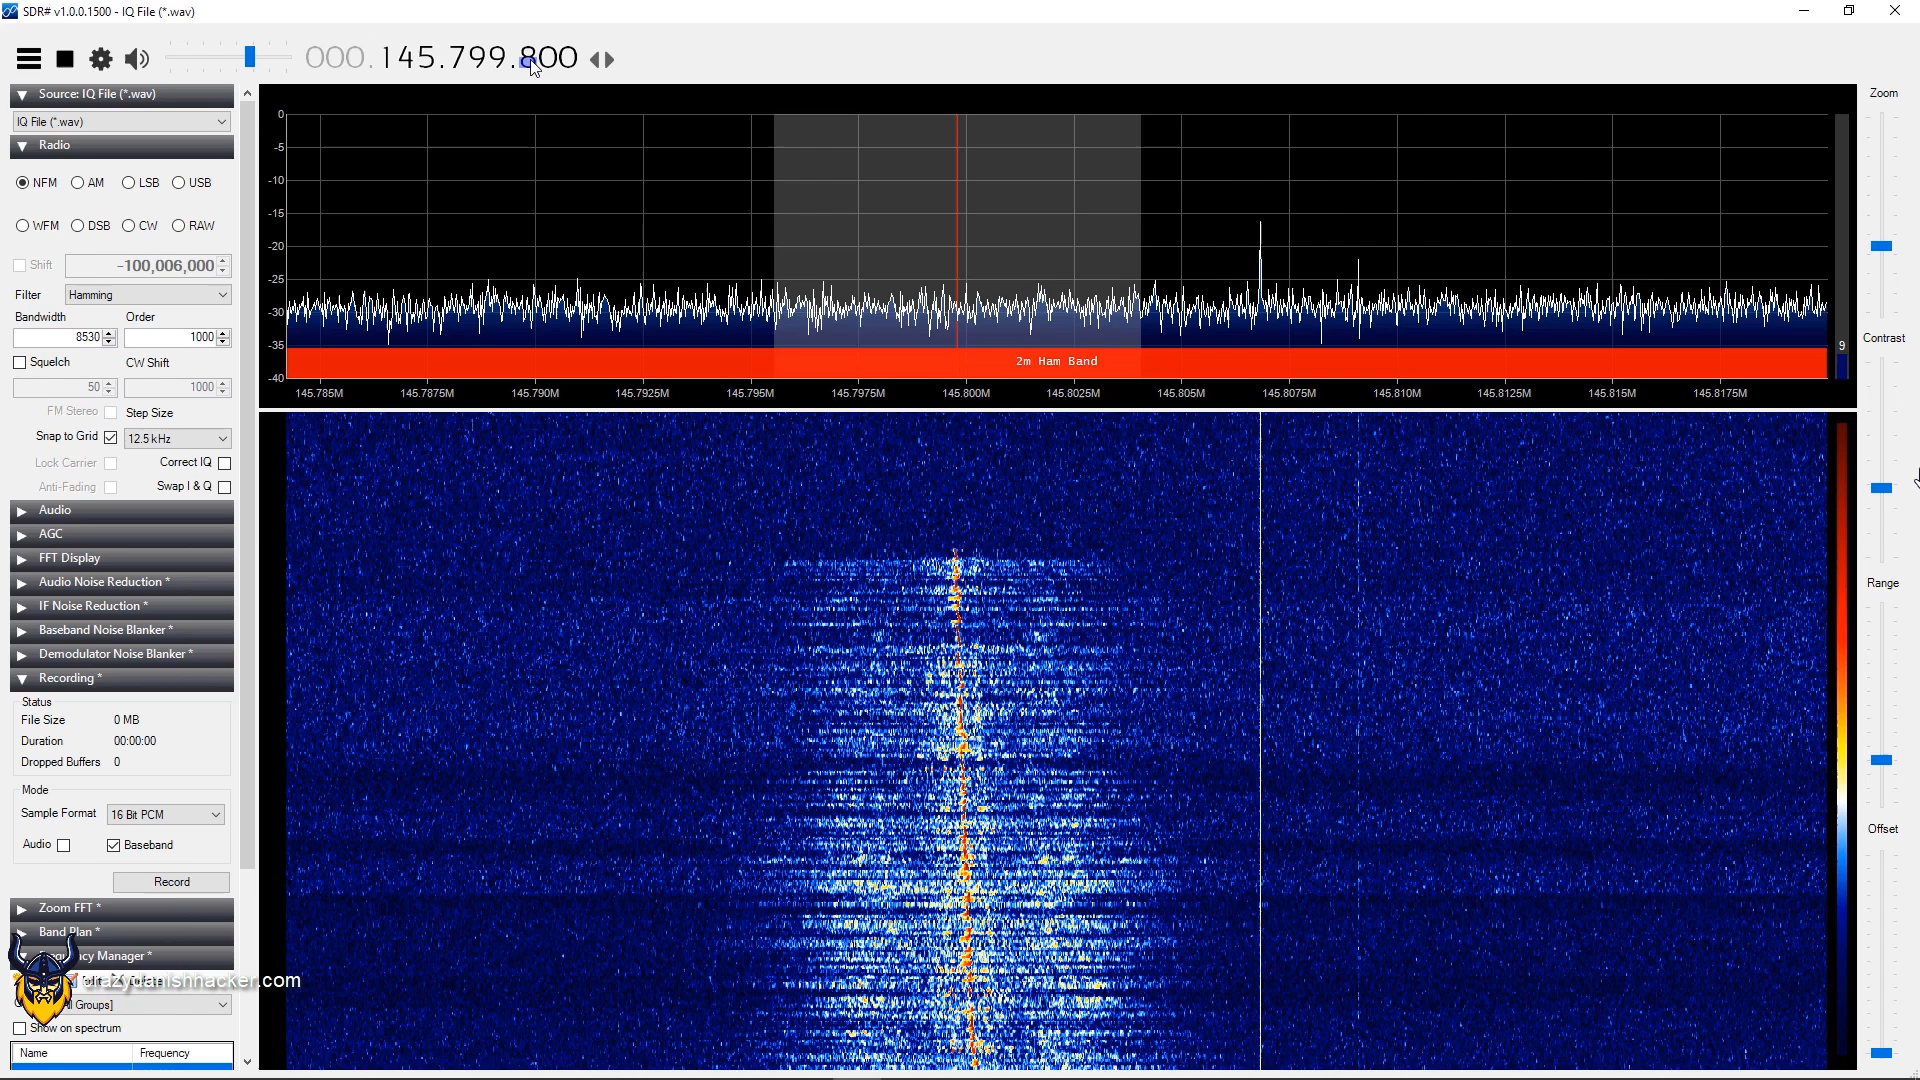 SDR# v1.0.0.1500 - IQ File (*.wav)
000.145.799.800
Source: IQ File (*.wav)
IQ File (*.wav)
Radio
NFM AM LSB USB
WFM DSB CW RAW
Shift -100,006,000
Filter Hamming
Bandwidth Order
8530 1000
Squelch CW Shift
50 1000
FM Stereo Step Size
Snap to Grid 12.5 kHz
Lock Carrier Correct IQ
Anti-Fading Swap I & Q
Audio
AGC
FFT Display
Audio Noise Reduction *
IF Noise Reduction *
Baseband Noise Blanker *
Demodulator Noise Blanker *
Recording *
Status
File Size 0 MB
Duration 00:00:00
Dropped Buffers 0
Mode
Sample Format 16 Bit PCM
Audio Baseband
Record
Zoom FFT *
Band Plan *
Manager *
Groups]
Show on spectrum
Name Frequency
0
-5
-10
-15
-20
-25
-30
-35
-40
9
2m Ham Band
145.785M 145.7875M 145.790M 145.7925M 145.795M 145.7975M 145.800M 145.8025M 145.805M 145.8075M 145.810M 145.8125M 145.815M 145.8175M
Zoom
Contrast
Range
Offset